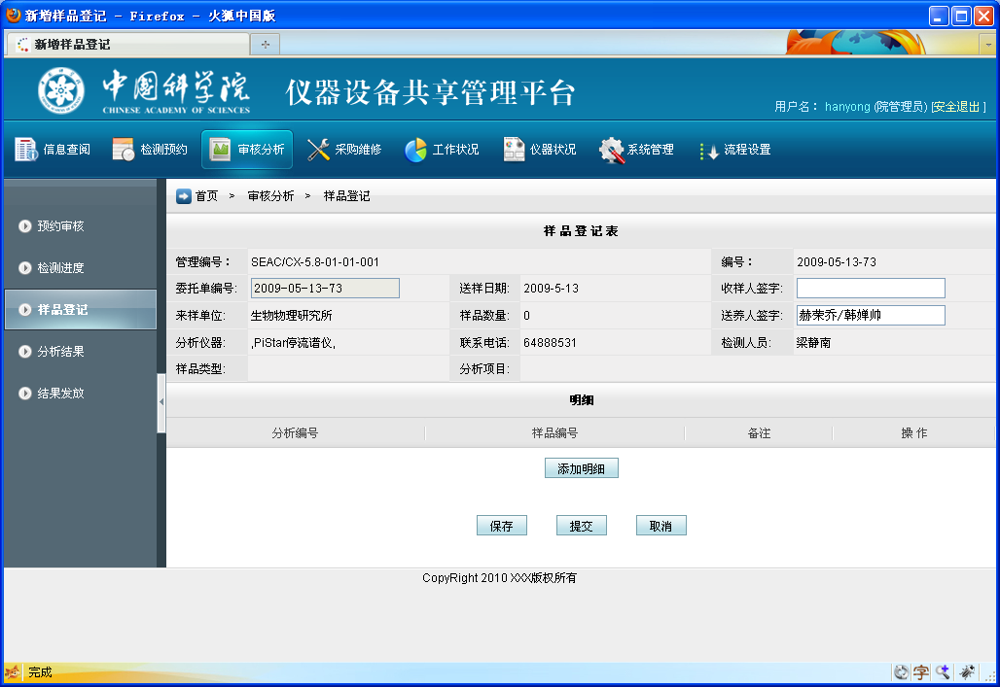 新增样品登记 - Firefox - 火狐中国版
新增样品登记
中国科学院
CHINESE ACADEMY OF SCIENCES
仪器设备共享管理平台
用户名： hanyong (院管理员) [安全退出 ]
信息查阅 检测预约 审核分析 采购维修 工作状况 仪器状况 系统管理 流程设置
首页 > 审核分析 > 样品登记
预约审核
检测进度
样品登记
分析结果
结果发放
样品登记表
管理编号： SEAC/CX-5.8-01-01-001 编号： 2009-05-13-73
委托单编号: 2009-05-13-73 送样日期: 2009-5-13 收样人签字:
来样单位: 生物物理研究所 样品数量: 0 送养人签字: 赫荣乔/韩婵帅
分析仪器: ,PiStar停流谱仪, 联系电话: 64888531 检测人员: 梁静南
样品类型: 分析项目:
明细
分析编号 样品编号 备注 操 作
添加明细
保存 提交 取消
CopyRight 2010 XXX版权所有
完成
字